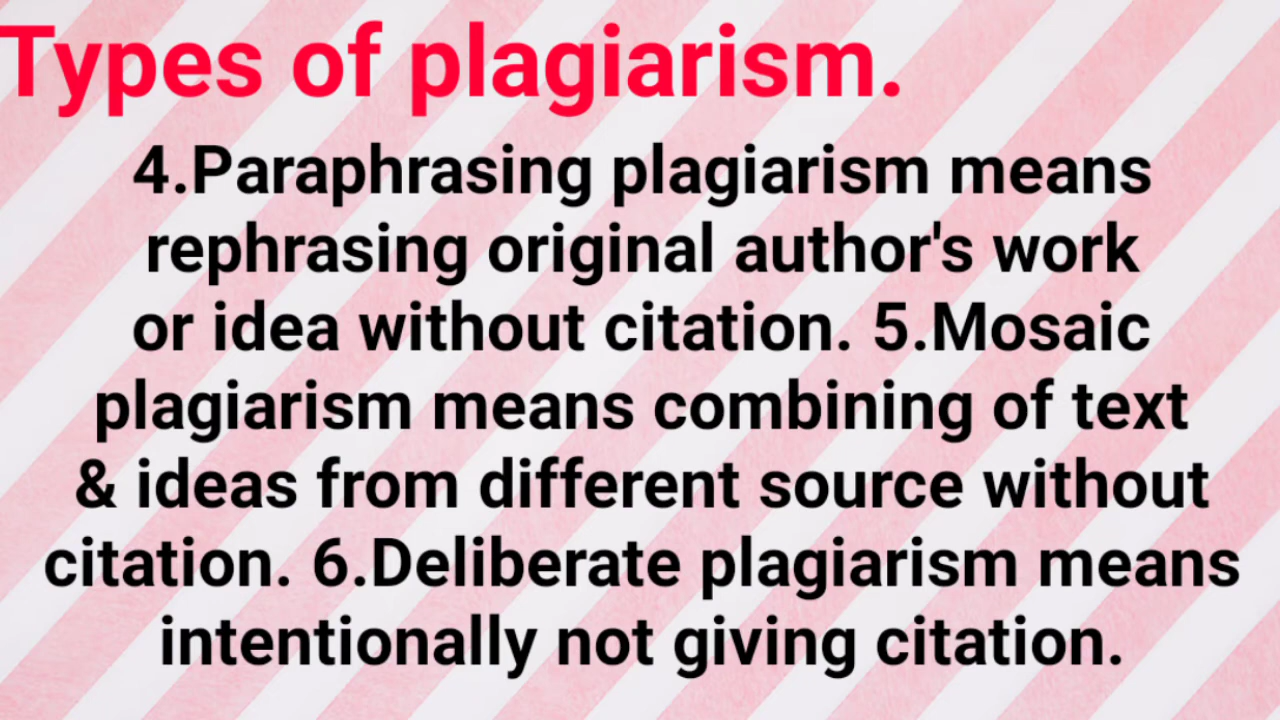 Types of plagiarism.
4.Paraphrasing plagiarism means
rephrasing original author's work
or idea without citation. 5.Mosaic
plagiarism means combining of text
& ideas from different source without
citation. 6.Deliberate plagiarism means
intentionally not giving citation.